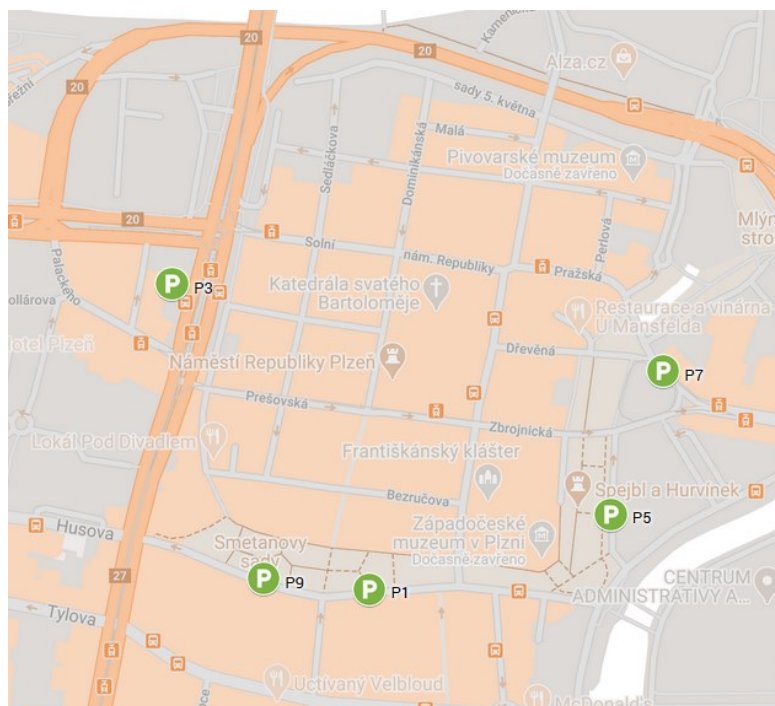 20
20
Kamenická
Alza.cz
20
sady 5. května
Malá
Sedláčkova
Dominikánská
Pivovarské muzeum
Dočasně zavřeno
Perlová
20
Mlýn
stro
Solní
nám. Republiky
Pražská
Palackého
P P3
Katedrála svatého
Bartoloměje
ollárova
Restaurace a vinárna
U Mansfelda
Hotel Plzeň
Náměstí Republiky Plzeň
Dřevěná
P P7
Prešovská
Zbrojnická
Lokál Pod Divadlem
Františkánský klášter
Bezručova
Spejbl a Hurvínek
P P5
Husova
Smetanovy
sady
Západočeské
muzeum v Plzni
Dočasně zavřeno
27
P P9
P P1
CENTRUM
ADMINISTRATIVY A...
Tylova
Uctívaný Velbloud
McDonald's